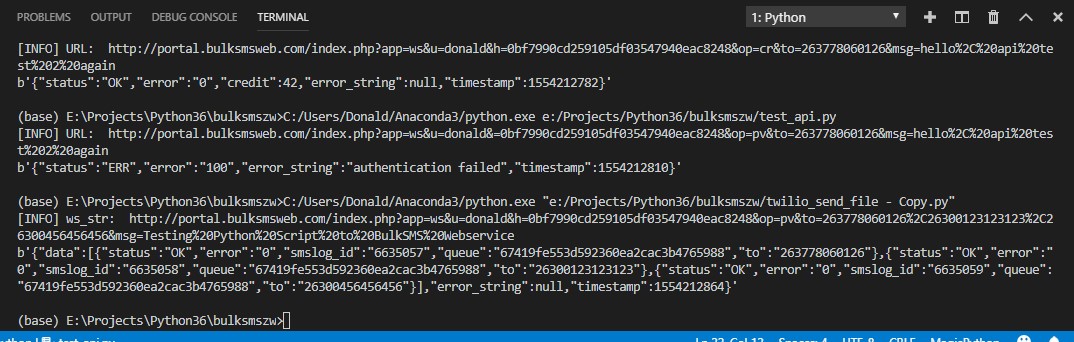 PROBLEMS OUTPUT DEBUG CONSOLE TERMINAL 1: Python
[INFO] URL:  http://portal.bulksmsweb.com/index.php?app=ws&u=donald&h=0bf7990cd259105df03547940eac8248&op=cr&to=263778060126&msg=hello%2C%20api%20te
st%202%20again
b'{"status":"OK","error":"0","credit":42,"error_string":null,"timestamp":1554212782}'
(base) E:\Projects\Python36\bulksmszw>C:/Users/Donald/Anaconda3/python.exe e:/Projects/Python36/bulksmszw/test_api.py
[INFO] URL:  http://portal.bulksmsweb.com/index.php?app=ws&u=donald&=0bf7990cd259105df03547940eac8248&op=pv&to=263778060126&msg=hello%2C%20api%20tes
t%202%20again
b'{"status":"ERR","error":"100","error_string":"authentication failed","timestamp":1554212810}'
(base) E:\Projects\Python36\bulksmszw>C:/Users/Donald/Anaconda3/python.exe "e:/Projects/Python36/bulksmszw/twilio_send_file - Copy.py"
[INFO] ws_str:  http://portal.bulksmsweb.com/index.php?app=ws&u=donald&h=0bf7990cd259105df03547940eac8248&op=pv&to=263778060126%2C26300123123123%2C2
6300456456456&msg=Testing%20Python%20Script%20to%20BulkSMS%20Webservice
b'{"data":[{"status":"OK","error":"0","smslog_id":"6635057","queue":"67419fe553d592360ea2cac3b4765988","to":"263778060126"},{"status":"OK","error":"
0","smslog_id":"6635058","queue":"67419fe553d592360ea2cac3b4765988","to":"26300123123123"},{"status":"OK","error":"0","smslog_id":"6635059","queue":
"67419fe553d592360ea2cac3b4765988","to":"26300456456456"}],"error_string":null,"timestamp":1554212864}'
(base) E:\Projects\Python36\bulksmszw>